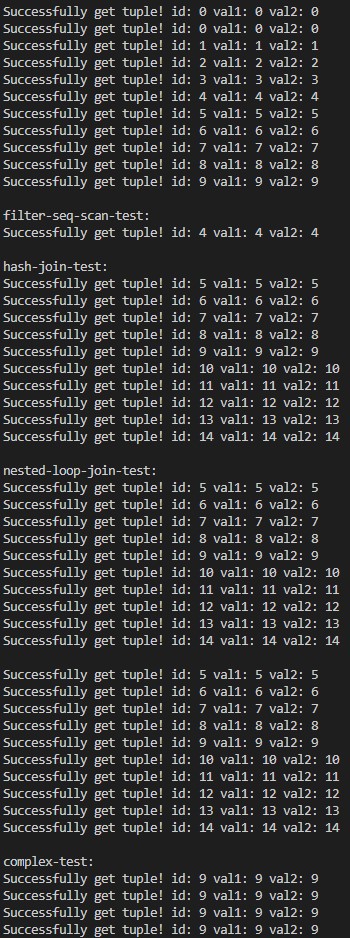 Successfully get tuple! id: 0 val1: 0 val2: 0
Successfully get tuple! id: 0 val1: 0 val2: 0
Successfully get tuple! id: 1 val1: 1 val2: 1
Successfully get tuple! id: 2 val1: 2 val2: 2
Successfully get tuple! id: 3 val1: 3 val2: 3
Successfully get tuple! id: 4 val1: 4 val2: 4
Successfully get tuple! id: 5 val1: 5 val2: 5
Successfully get tuple! id: 6 val1: 6 val2: 6
Successfully get tuple! id: 7 val1: 7 val2: 7
Successfully get tuple! id: 8 val1: 8 val2: 8
Successfully get tuple! id: 9 val1: 9 val2: 9

filter-seq-scan-test:
Successfully get tuple! id: 4 val1: 4 val2: 4

hash-join-test:
Successfully get tuple! id: 5 val1: 5 val2: 5
Successfully get tuple! id: 6 val1: 6 val2: 6
Successfully get tuple! id: 7 val1: 7 val2: 7
Successfully get tuple! id: 8 val1: 8 val2: 8
Successfully get tuple! id: 9 val1: 9 val2: 9
Successfully get tuple! id: 10 val1: 10 val2: 10
Successfully get tuple! id: 11 val1: 11 val2: 11
Successfully get tuple! id: 12 val1: 12 val2: 12
Successfully get tuple! id: 13 val1: 13 val2: 13
Successfully get tuple! id: 14 val1: 14 val2: 14

nested-loop-join-test:
Successfully get tuple! id: 5 val1: 5 val2: 5
Successfully get tuple! id: 6 val1: 6 val2: 6
Successfully get tuple! id: 7 val1: 7 val2: 7
Successfully get tuple! id: 8 val1: 8 val2: 8
Successfully get tuple! id: 9 val1: 9 val2: 9
Successfully get tuple! id: 10 val1: 10 val2: 10
Successfully get tuple! id: 11 val1: 11 val2: 11
Successfully get tuple! id: 12 val1: 12 val2: 12
Successfully get tuple! id: 13 val1: 13 val2: 13
Successfully get tuple! id: 14 val1: 14 val2: 14

Successfully get tuple! id: 5 val1: 5 val2: 5
Successfully get tuple! id: 6 val1: 6 val2: 6
Successfully get tuple! id: 7 val1: 7 val2: 7
Successfully get tuple! id: 8 val1: 8 val2: 8
Successfully get tuple! id: 9 val1: 9 val2: 9
Successfully get tuple! id: 10 val1: 10 val2: 10
Successfully get tuple! id: 11 val1: 11 val2: 11
Successfully get tuple! id: 12 val1: 12 val2: 12
Successfully get tuple! id: 13 val1: 13 val2: 13
Successfully get tuple! id: 14 val1: 14 val2: 14

complex-test:
Successfully get tuple! id: 9 val1: 9 val2: 9
Successfully get tuple! id: 9 val1: 9 val2: 9
Successfully get tuple! id: 9 val1: 9 val2: 9
Successfully get tuple! id: 9 val1: 9 val2: 9